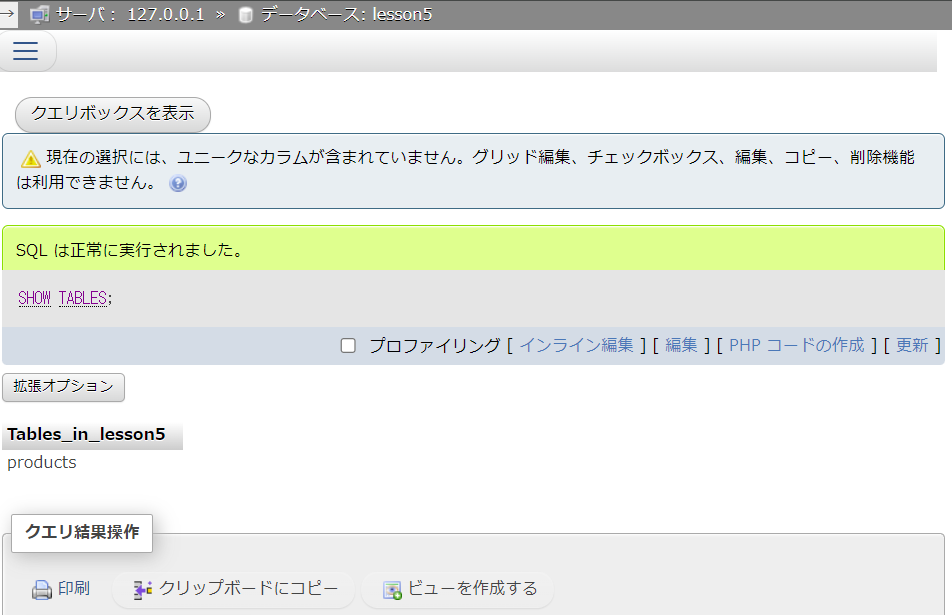 サーバ: 127.0.0.1 » データベース: lesson5
クエリボックスを表示
現在の選択には、ユニークなカラムが含まれていません。グリッド編集、チェックボックス、編集、コピー、削除機能
は利用できません。
SQL は正常に実行されました。
SHOW TABLES;
プロファイリング [ インライン編集 ] [ 編集 ] [ PHP コードの作成 ] [ 更新 ]
拡張オプション
Tables_in_lesson5
products
クエリ結果操作
印刷 クリップボードにコピー ビューを作成する